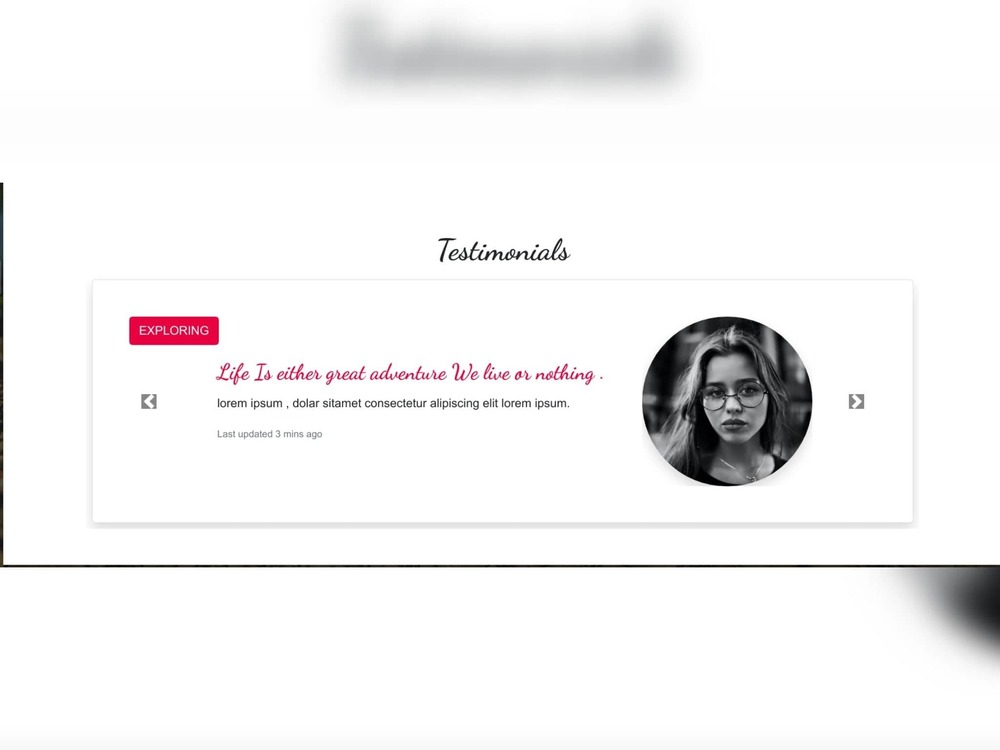 Testimonials
EXPLORING
Life Is either great adventure We live or nothing .
lorem ipsum , dolar sitamet consectetur alipiscing elit lorem ipsum.
Last updated 3 mins ago